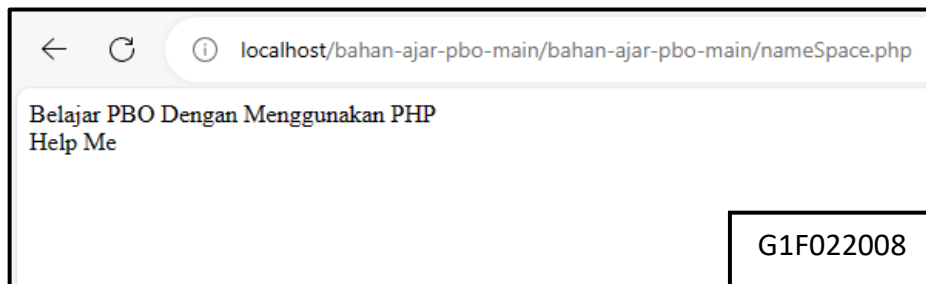 localhost/bahan-ajar-pbo-main/bahan-ajar-pbo-main/nameSpace.php
Belajar PBO Dengan Menggunakan PHP
Help Me
G1F022008